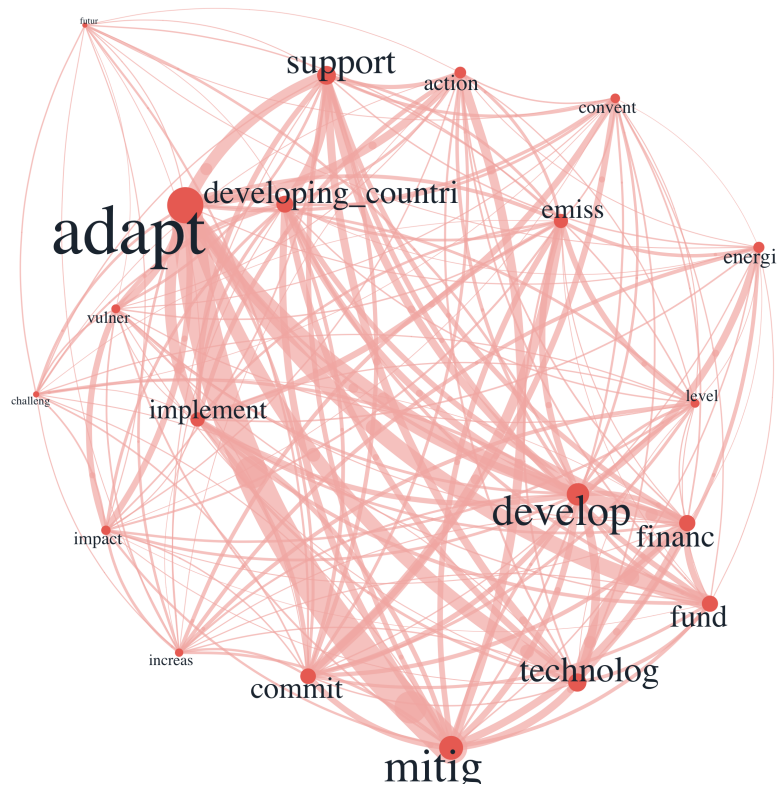 futur
support
action
convent
developing_countri
adapt
emiss
energi
vulner
challeng
implement
level
impact
develop
financ
fund
increas
technolog
commit
mitig